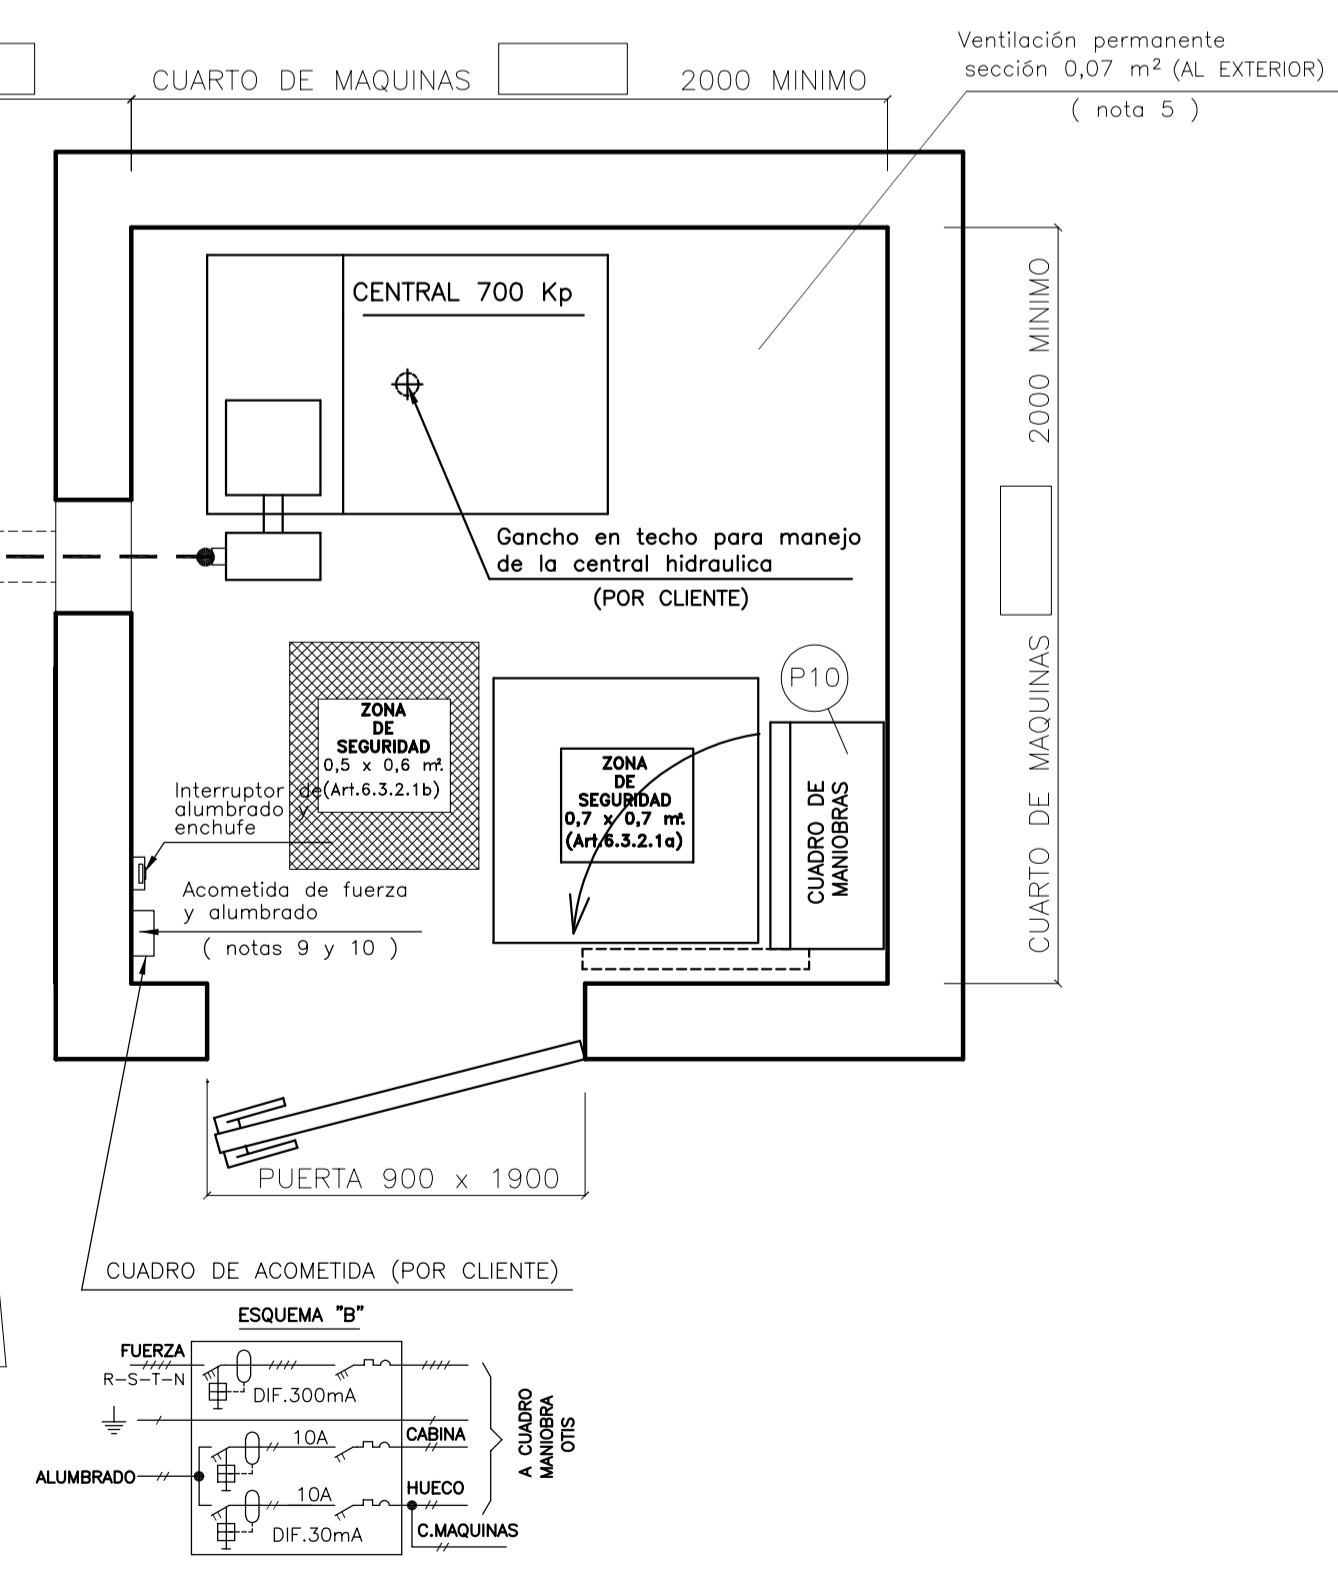 Ventilación permanente
sección 0,07 m² (AL EXTERIOR)
( nota 5 )
CUARTO DE MAQUINAS 2000 MINIMO
CENTRAL 700 Kp
2000 MINIMO
CUARTO DE MAQUINAS
Gancho en techo para manejo
de la central hidraulica
(POR CLIENTE)
P10
ZONA
DE
SEGURIDAD
0,5 x 0,6 m².
(Art.6.3.2.1b)
ZONA
DE
SEGURIDAD
0,7 x 0,7 m².
(Art.6.3.2.1a)
CUADRO DE
MANIOBRAS
Interruptor de
alumbrado y
enchufe
Acometida de fuerza
y alumbrado
( notas 9 y 10 )
PUERTA 900 x 1900
CUADRO DE ACOMETIDA (POR CLIENTE)
ESQUEMA "B"
FUERZA
R-S-T-N
DIF.300mA
10A
CABINA
ALUMBRADO
10A
HUECO
DIF.30mA
C.MAQUINAS
A CUADRO
MANIOBRA
OTIS